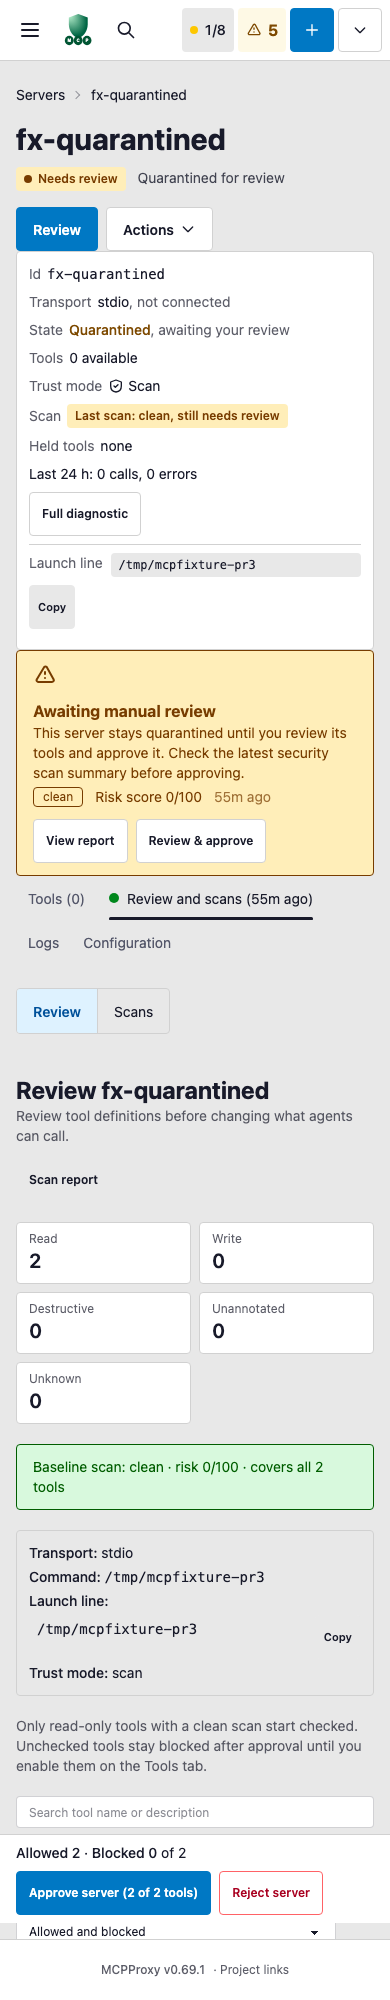 1/8
5
Servers > fx-quarantined
fx-quarantined
Needs review Quarantined for review
Review Actions
Id fx-quarantined
Transport stdio, not connected
State Quarantined, awaiting your review
Tools 0 available
Trust mode Scan
Scan Last scan: clean, still needs review
Held tools none
Last 24 h: 0 calls, 0 errors
Full diagnostic
Launch line /tmp/mcpfixture-pr3
Copy
Awaiting manual review
This server stays quarantined until you review its
tools and approve it. Check the latest security
scan summary before approving.
clean Risk score 0/100 55m ago
View report Review & approve
Tools (0) Review and scans (55m ago)
Logs Configuration
Review Scans
Review fx-quarantined
Review tool definitions before changing what agents
can call.
Scan report
Read Write
2 0
Destructive Unannotated
0 0
Unknown
0
Baseline scan: clean · risk 0/100 · covers all 2
tools
Transport: stdio
Command: /tmp/mcpfixture-pr3
Launch line:
/tmp/mcpfixture-pr3
Copy
Trust mode: scan
Only read-only tools with a clean scan start checked.
Unchecked tools stay blocked after approval until you
enable them on the Tools tab.
Search tool name or description
Allowed 2 · Blocked 0 of 2
Approve server (2 of 2 tools) Reject server
Allowed and blocked
MCPProxy v0.69.1 · Project links